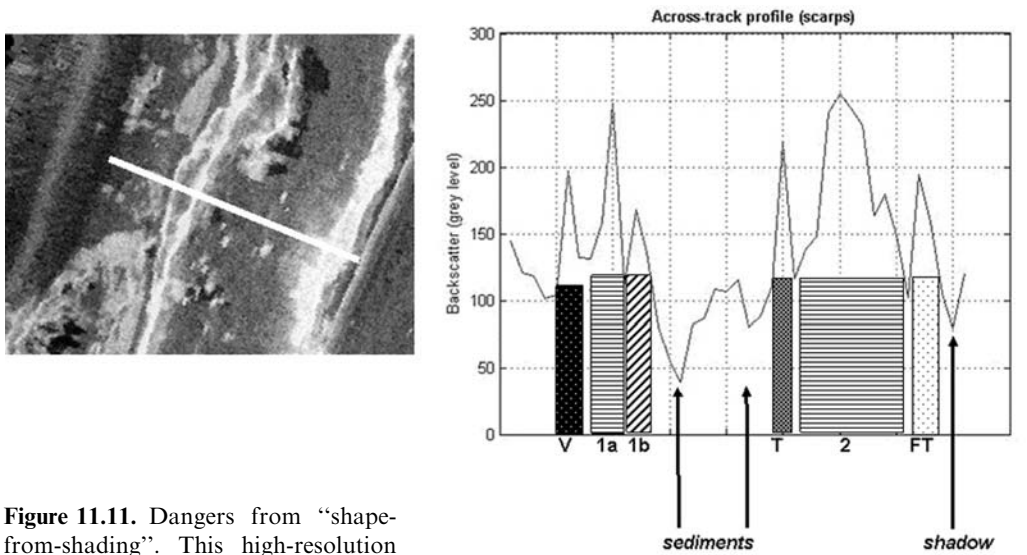 Across-track profile (scarps)
Backscatter (grey level)
300
250
200
150
100
50
0
V 1a 1b T 2 FT
sediments shadow
Figure 11.11. Dangers from “shape-
from-shading”. This high-resolution